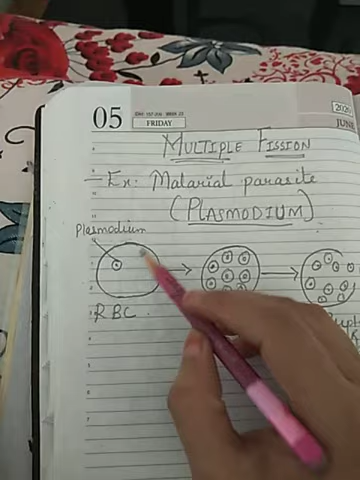 05
FRIDAY
JUNE
MULTIPLE FISSION
- Ex: Malarial parasite
(PLASMODIUM)
Plasmodium
RBC.